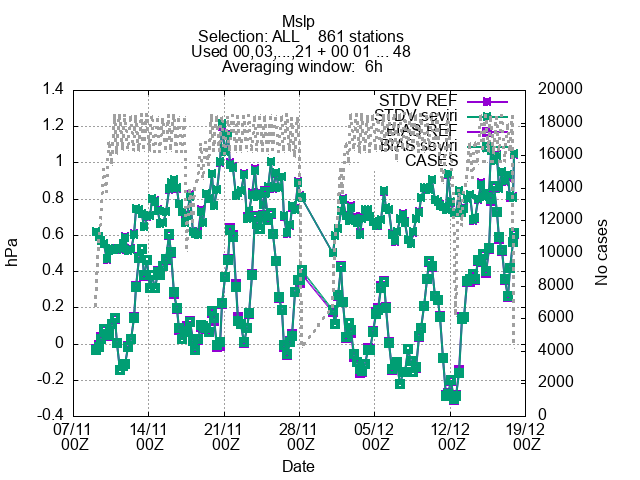 Mslp
Selection: ALL 861 stations
Used 00,03,...,21 + 00 01 ... 48
Averaging window: 6h
STDV REF
STDV seviri
BIAS REF
BIAS seviri
CASES
1.4
1.2
1
0.8
0.6
0.4
0.2
0
-0.2
-0.4
hPa
20000
18000
16000
14000
12000
10000
8000
6000
4000
2000
0
No cases
07/11 14/11 21/11 28/11 05/12 12/12 19/12
00Z 00Z 00Z 00Z 00Z 00Z 00Z
Date